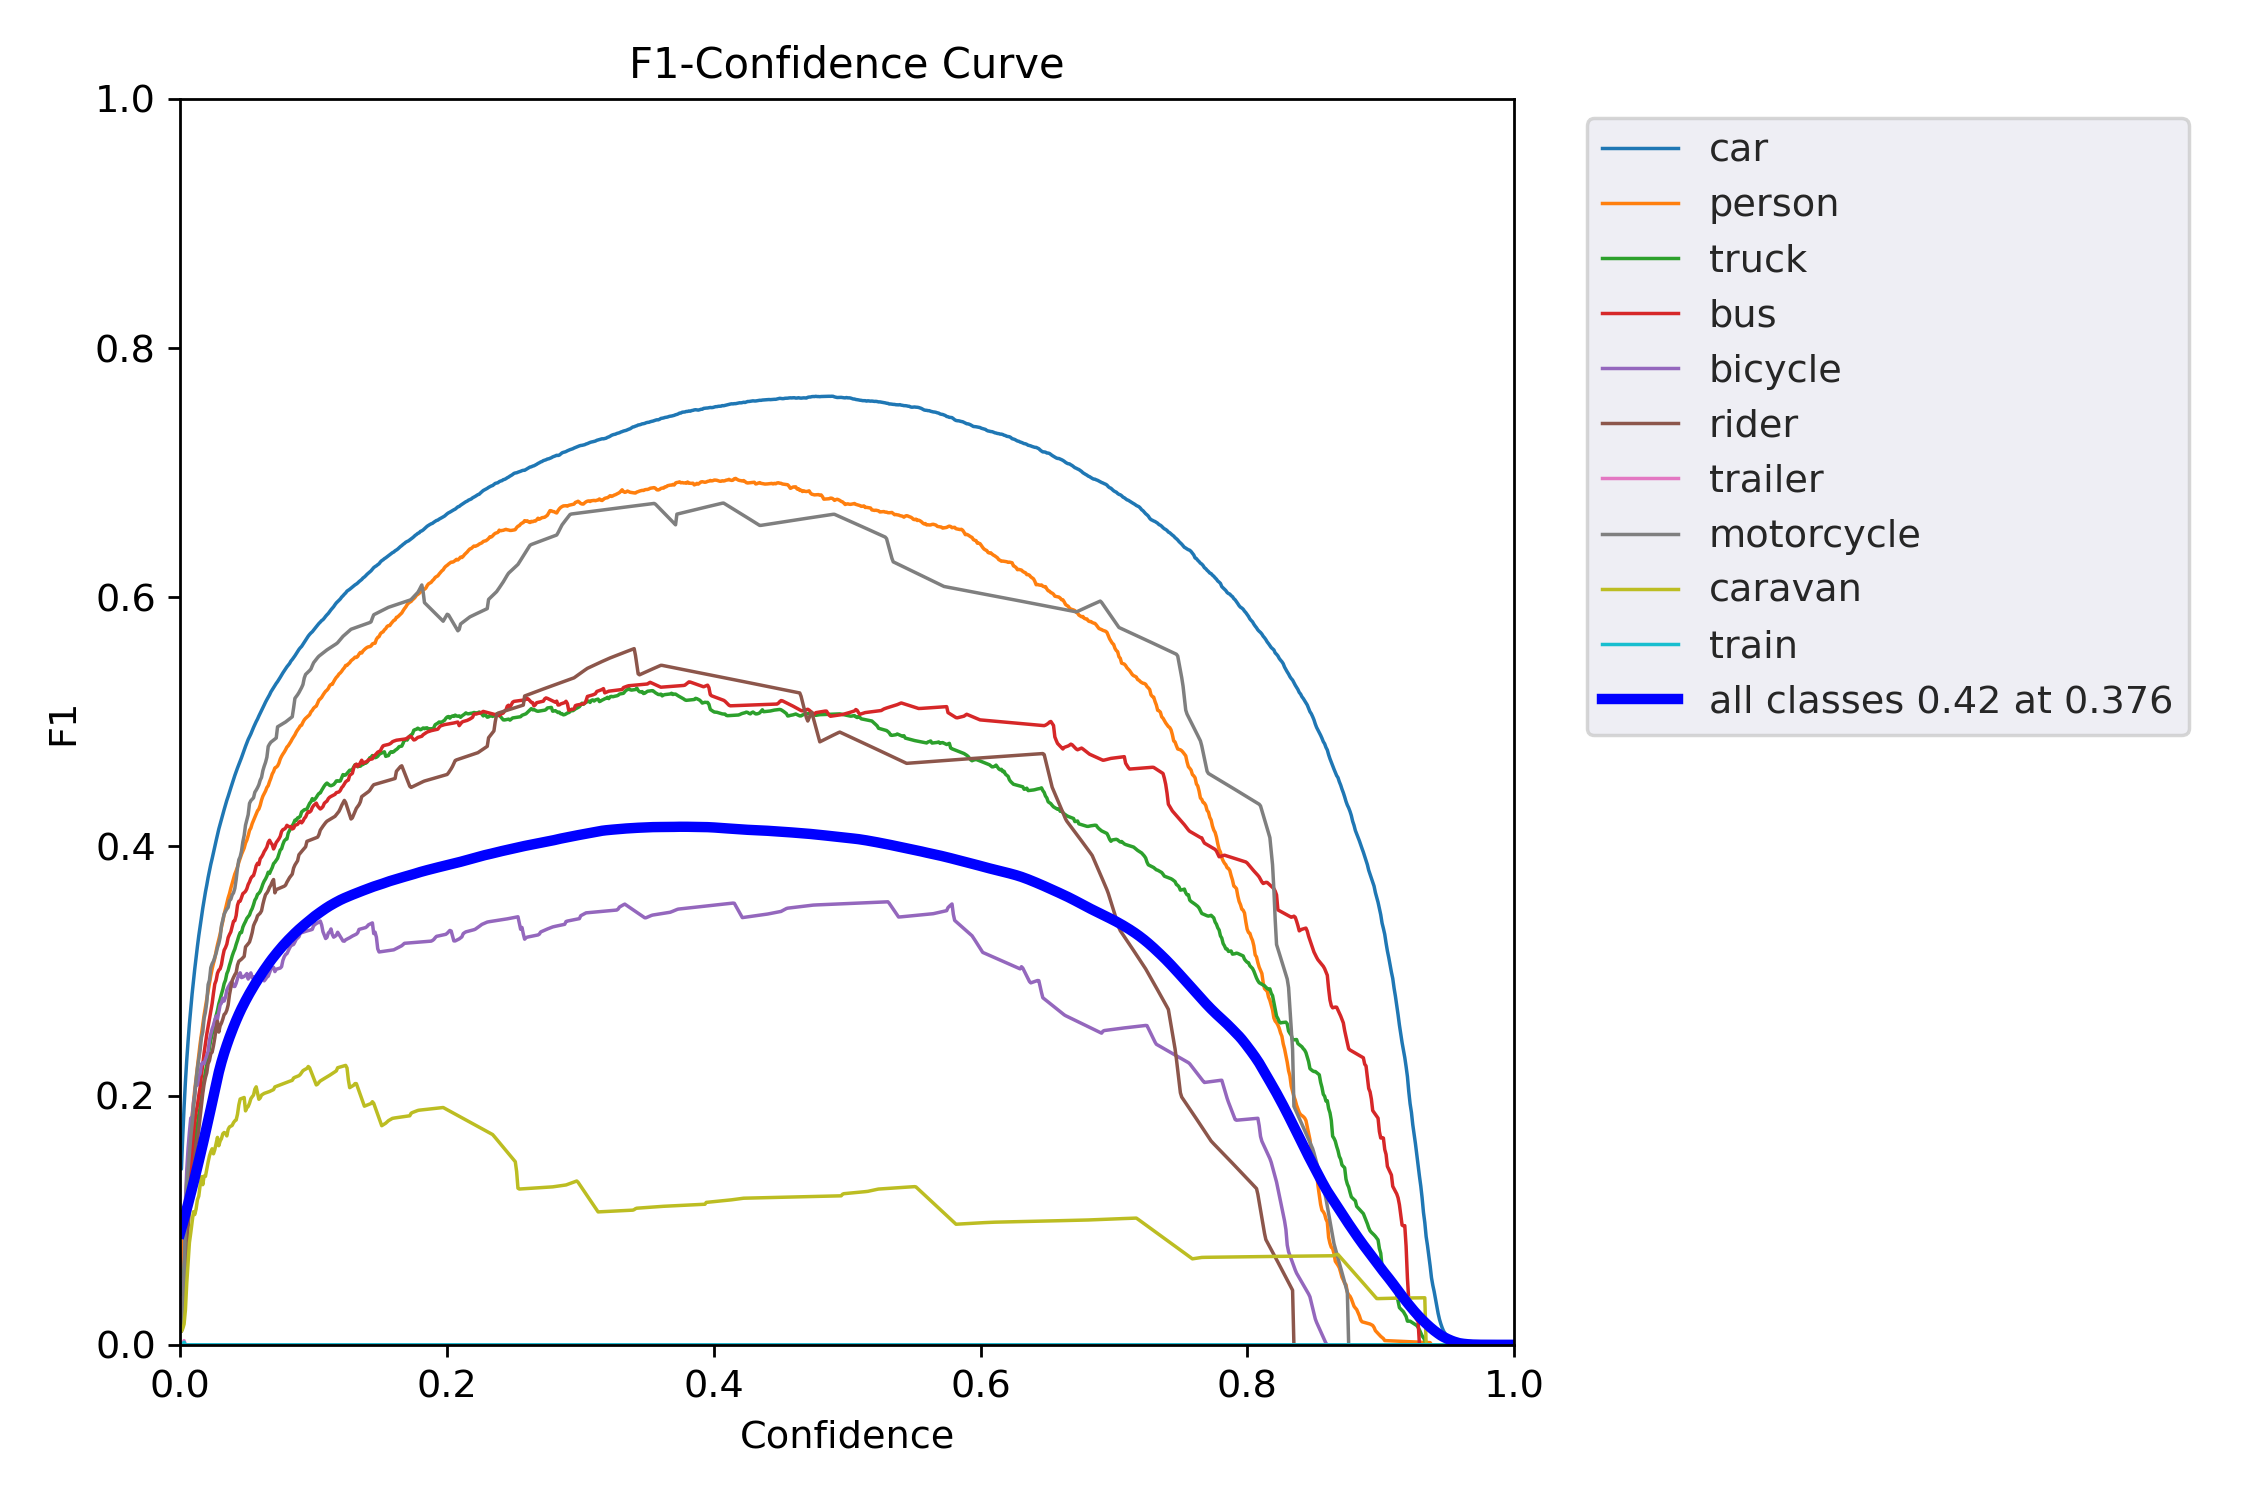 F1-Confidence Curve
1.0
0.8
0.6
0.4
0.2
0.0
F1
0.0 0.2 0.4 0.6 0.8 1.0
Confidence
car
person
truck
bus
bicycle
rider
trailer
motorcycle
caravan
train
all classes 0.42 at 0.376